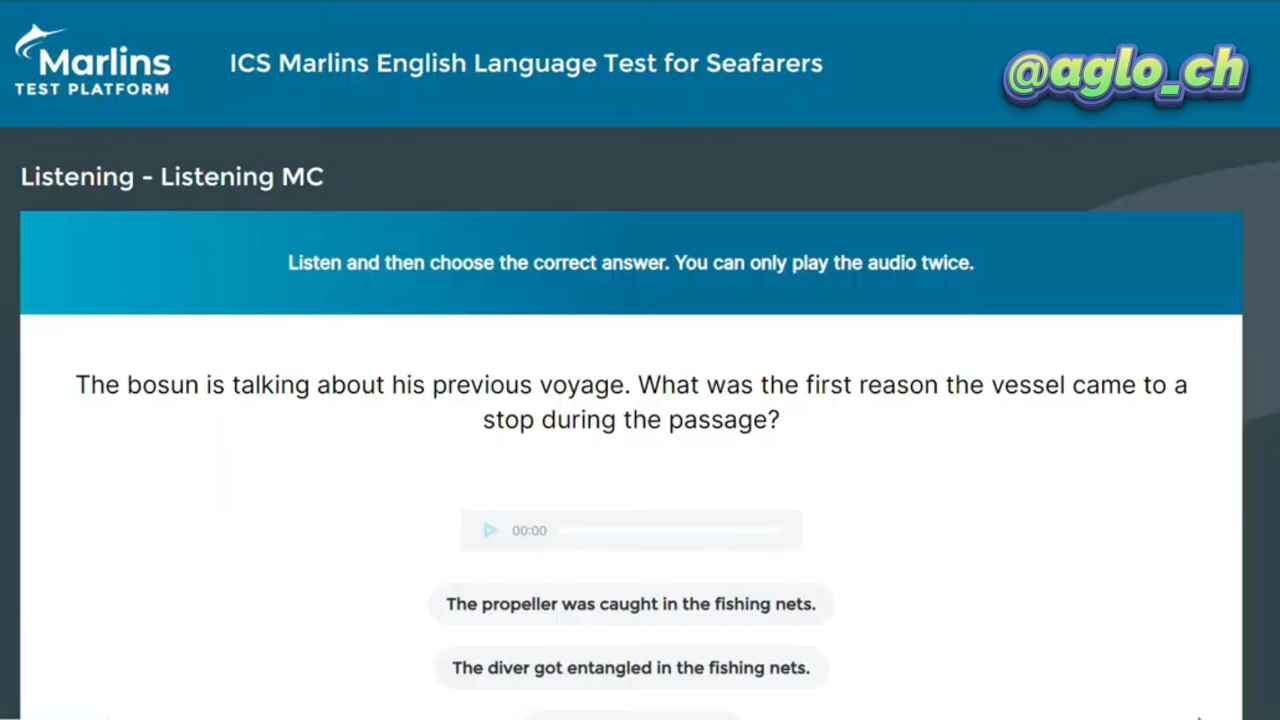 Marlins
TEST PLATFORM
ICS Marlins English Language Test for Seafarers
@aglo_ch
Listening - Listening MC
Listen and then choose the correct answer. You can only play the audio twice.
The bosun is talking about his previous voyage. What was the first reason the vessel came to a
stop during the passage?
00:00
The propeller was caught in the fishing nets.
The diver got entangled in the fishing nets.